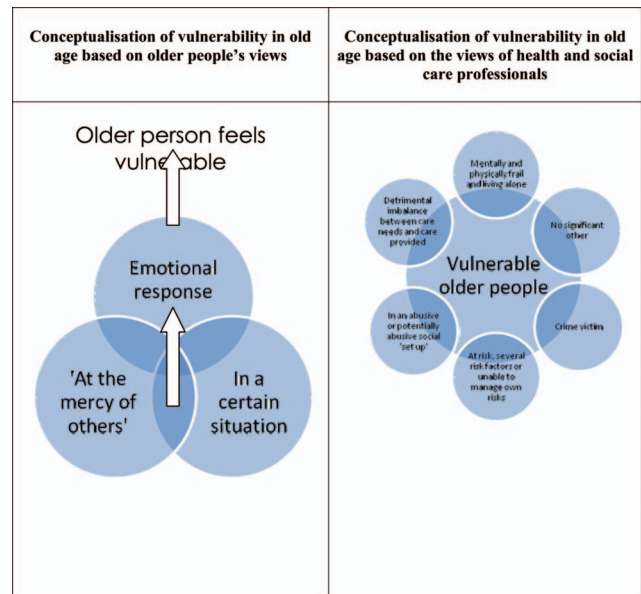 Conceptualisation of vulnerability in old
age based on older people's views
Conceptualisation of vulnerability in old
age based on the views of health and social
care professionals
Older person feels
vulnerable
Emotional
response
'At the
mercy of
others'
In a
certain
situation
Mentally and
physically frail
and living alone
No significant
other
Crime victim
At risk, several
risk factors or
unable to
manage own
risks
In an abusive
or potentially
abusive social
'set up'
Detrimental
imbalance
between care
needs and care
provided
Vulnerable
older people